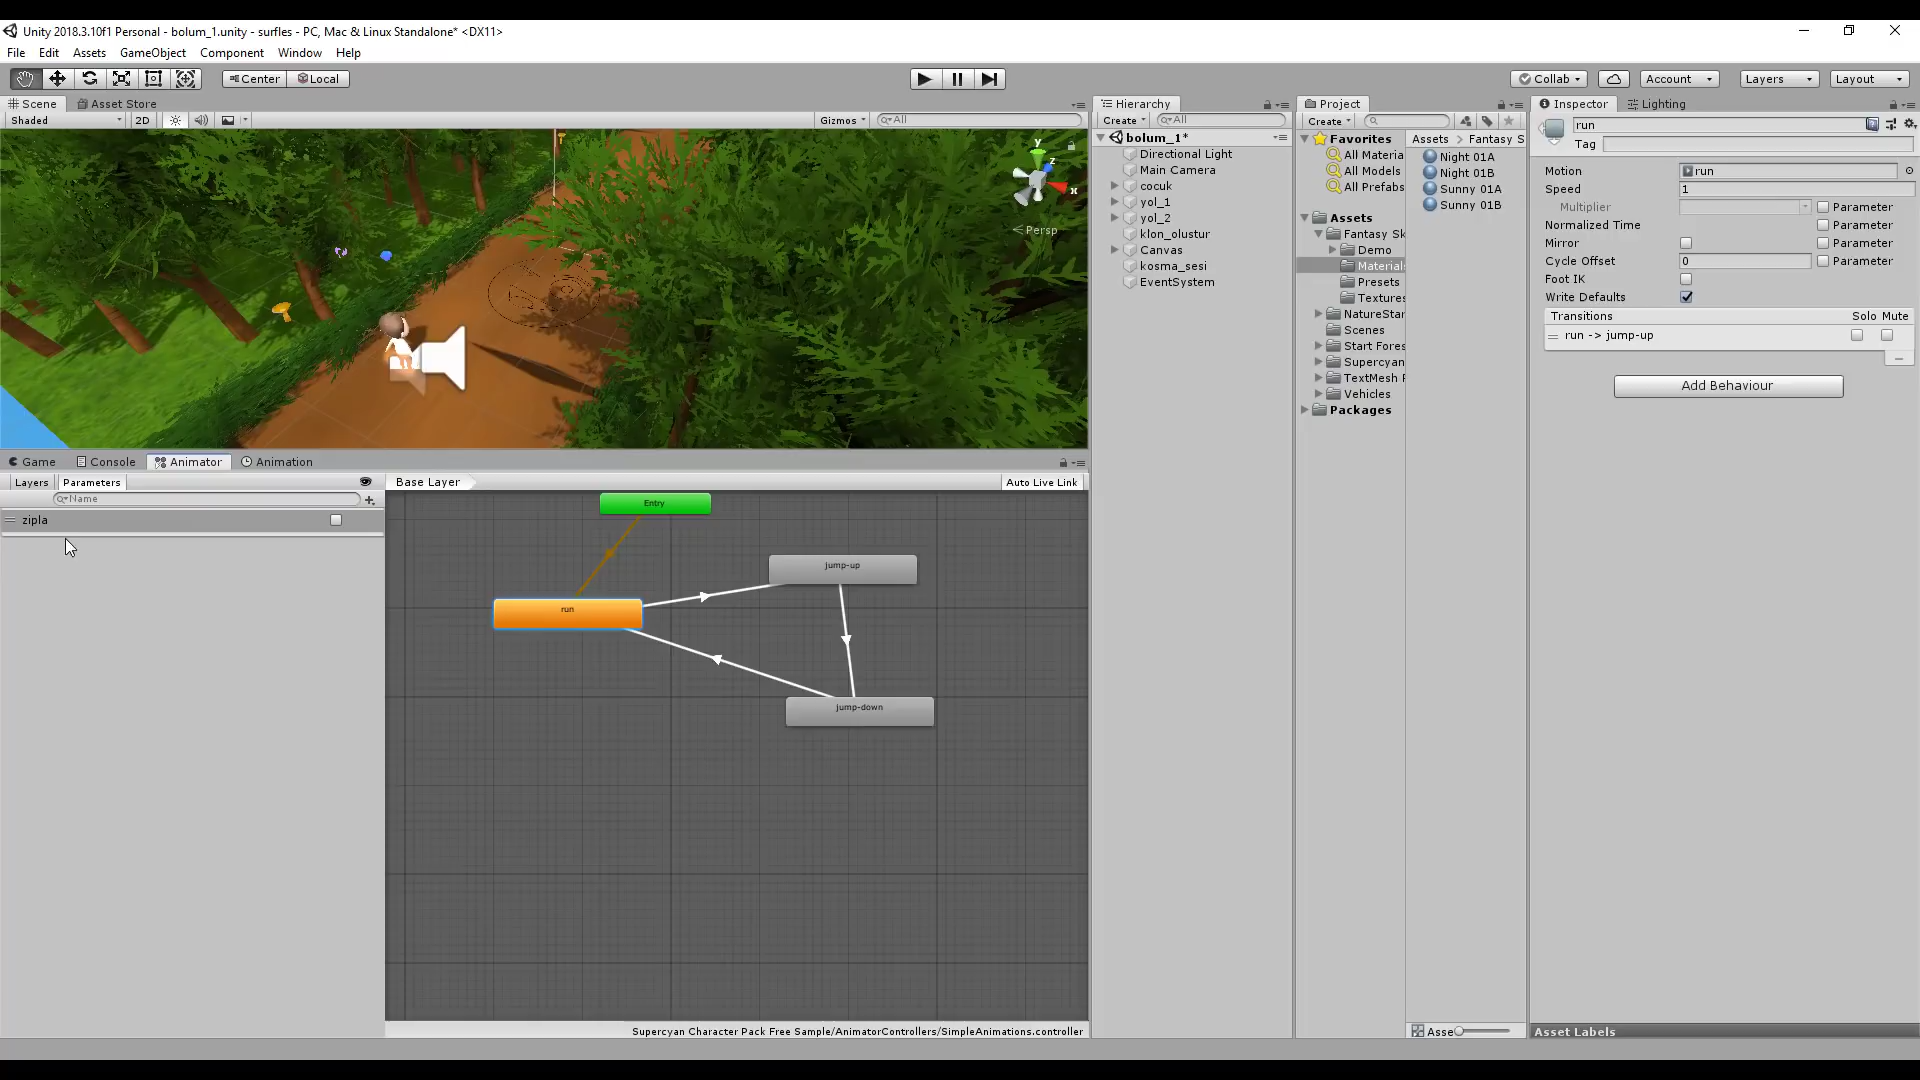 Unity 2018.3.10f1 Personal - bolum_1.unity - surfles - PC, Mac & Linux Standalone* <DX11>
File Edit Assets GameObject Component Window Help
Center Local Collab Account Layers Layout
Scene Asset Store
Shaded 2D Gizmos All
y
z
x
Persp
Hierarchy
Create All
bolum_1*
Directional Light
Main Camera
cocuk
yol_1
yol_2
klon_olustur
Canvas
kosma_sesi
EventSystem
Project
Create
Favorites
All Materia
All Models
All Prefabs
Assets
Fantasy Sk
Demo
Materials
Presets
Textures
NatureStar
Scenes
Start Fores
Supercyan
TextMesh P
Vehicles
Packages
Assets > Fantasy S
Night 01A
Night 01B
Sunny 01A
Sunny 01B
Asse
Inspector Lighting
run
Tag
Motion run
Speed 1
Multiplier Parameter
Normalized Time Parameter
Mirror Parameter
Cycle Offset 0 Parameter
Foot IK
Write Defaults
Transitions Solo Mute
run -> jump-up
Add Behaviour
Asset Labels
Game Console Animator Animation
Layers Parameters Base Layer Auto Live Link
Name
zipla
Entry
jump-up
run
jump-down
Supercyan Character Pack Free Sample/AnimatorControllers/SimpleAnimations.controller